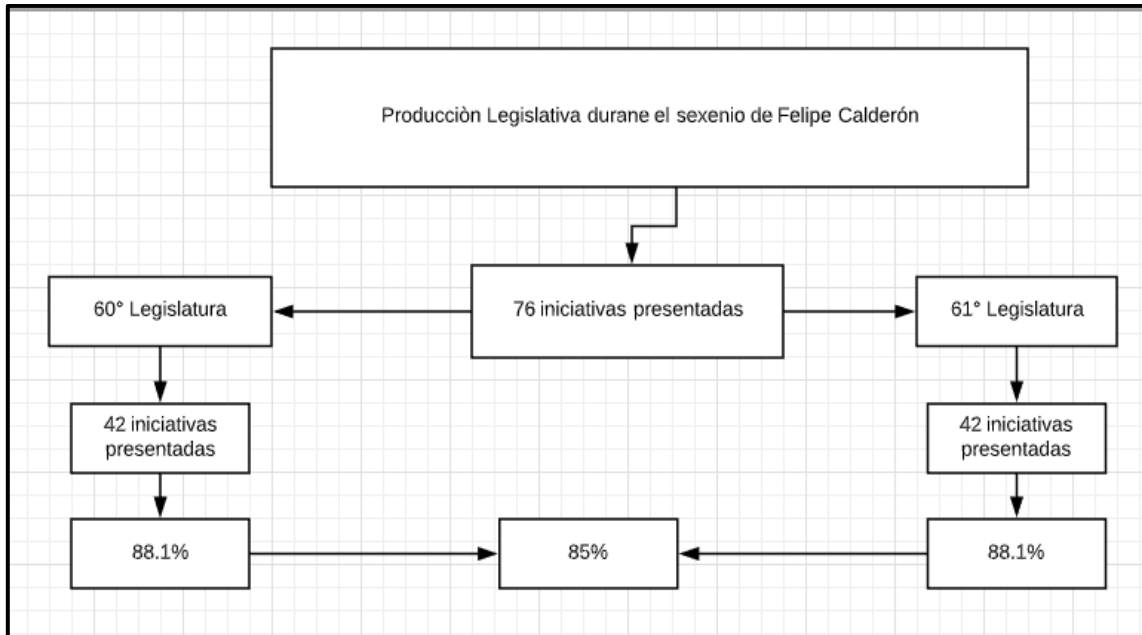 Producciòn Legislativa durane el sexenio de Felipe Calderón
60° Legislatura
76 iniciativas presentadas
61° Legislatura
42 iniciativas
presentadas
42 iniciativas
presentadas
88.1%
85%
88.1%